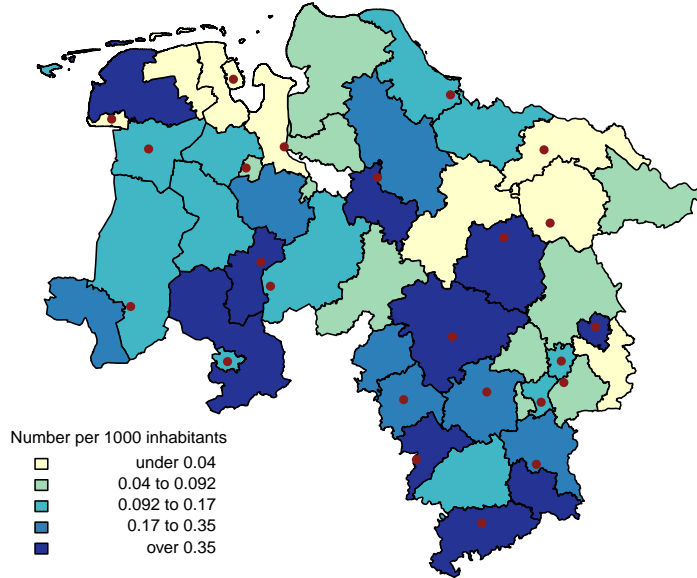 Number per 1000 inhabitants
under 0.04
0.04 to 0.092
0.092 to 0.17
0.17 to 0.35
over 0.35